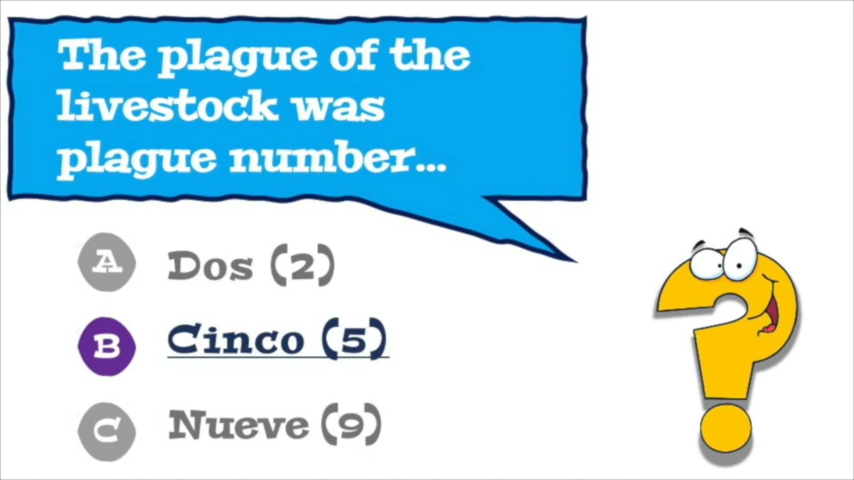 The plague of the
livestock was
plague number...
A Dos (2)
B Cinco (5)
C Nueve (9)